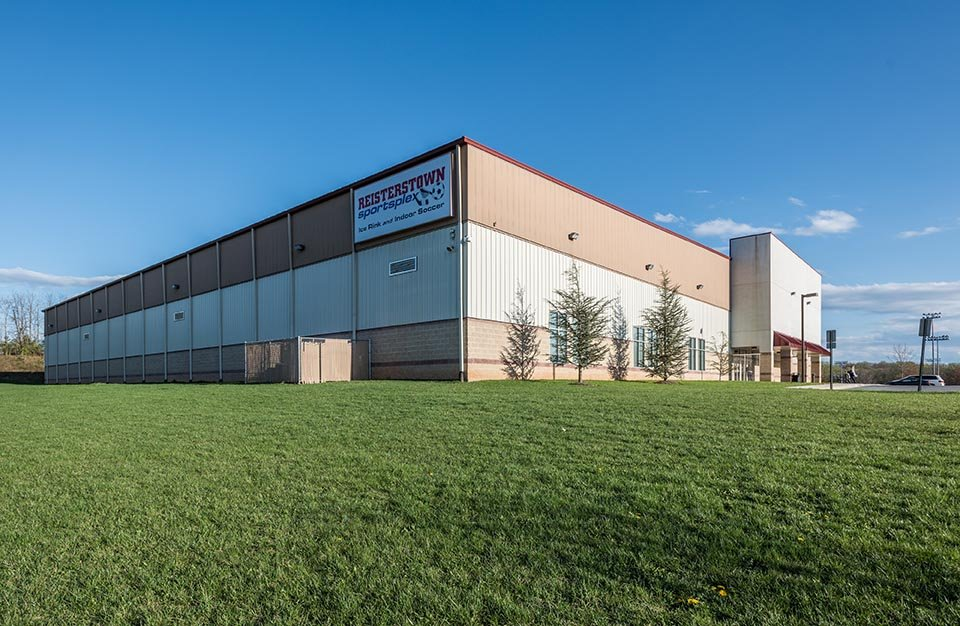 REISTERSTOWN
sportsplex
Ice Rink and Indoor Soccer